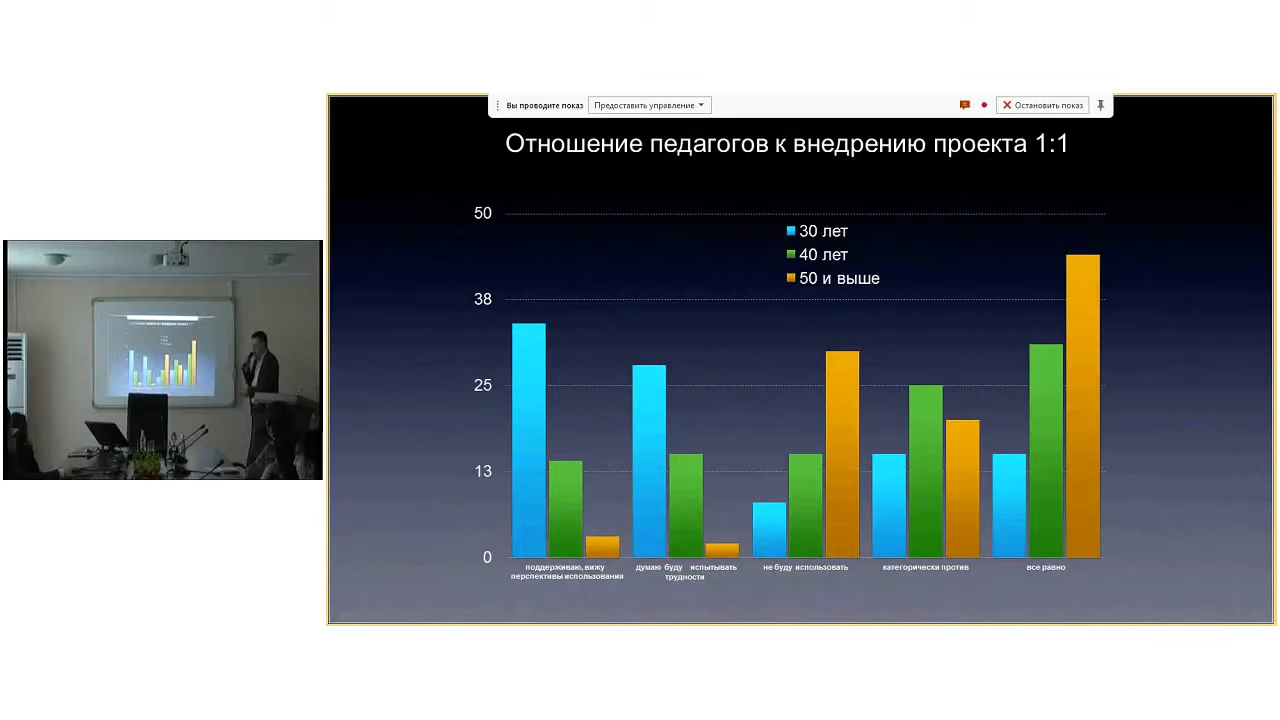 Вы проводите показ
Предоставить управление
Остановить показ
Отношение педагогов к внедрению проекта 1:1
50
38
25
13
0
30 лет
40 лет
50 и выше
поддерживаю, вижу
перспективы использования
думаю буду испытывать
трудности
не буду использовать
категорически против
все равно